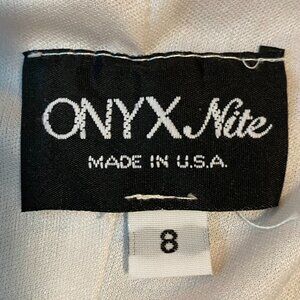 ONYX Nite
MADE IN U.S.A.
8